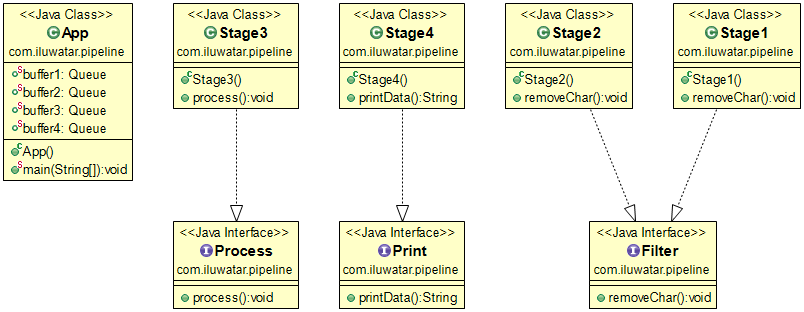 <<Java Class>>
App
com.iluwatar.pipeline
buffer1: Queue
buffer2: Queue
buffer3: Queue
buffer4: Queue
App()
main(String[]):void
<<Java Class>>
Stage3
com.iluwatar.pipeline
Stage3()
process():void
<<Java Class>>
Stage4
com.iluwatar.pipeline
Stage4()
printData():String
<<Java Class>>
Stage2
com.iluwatar.pipeline
Stage2()
removeChar():void
<<Java Class>>
Stage1
com.iluwatar.pipeline
Stage1()
removeChar():void
<<Java Interface>>
Process
com.iluwatar.pipeline
process():void
<<Java Interface>>
Print
com.iluwatar.pipeline
printData():String
<<Java Interface>>
Filter
com.iluwatar.pipeline
removeChar():void